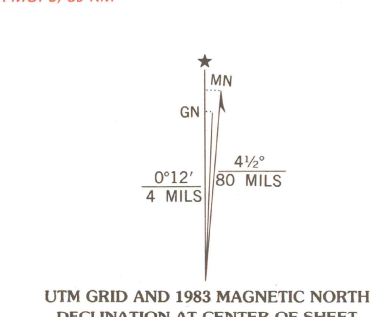 MN
GN
0°12′
4 MILS
4½°
80 MILS
UTM GRID AND 1983 MAGNETIC NORTH
DECLINATION AT CENTER OF SHEET